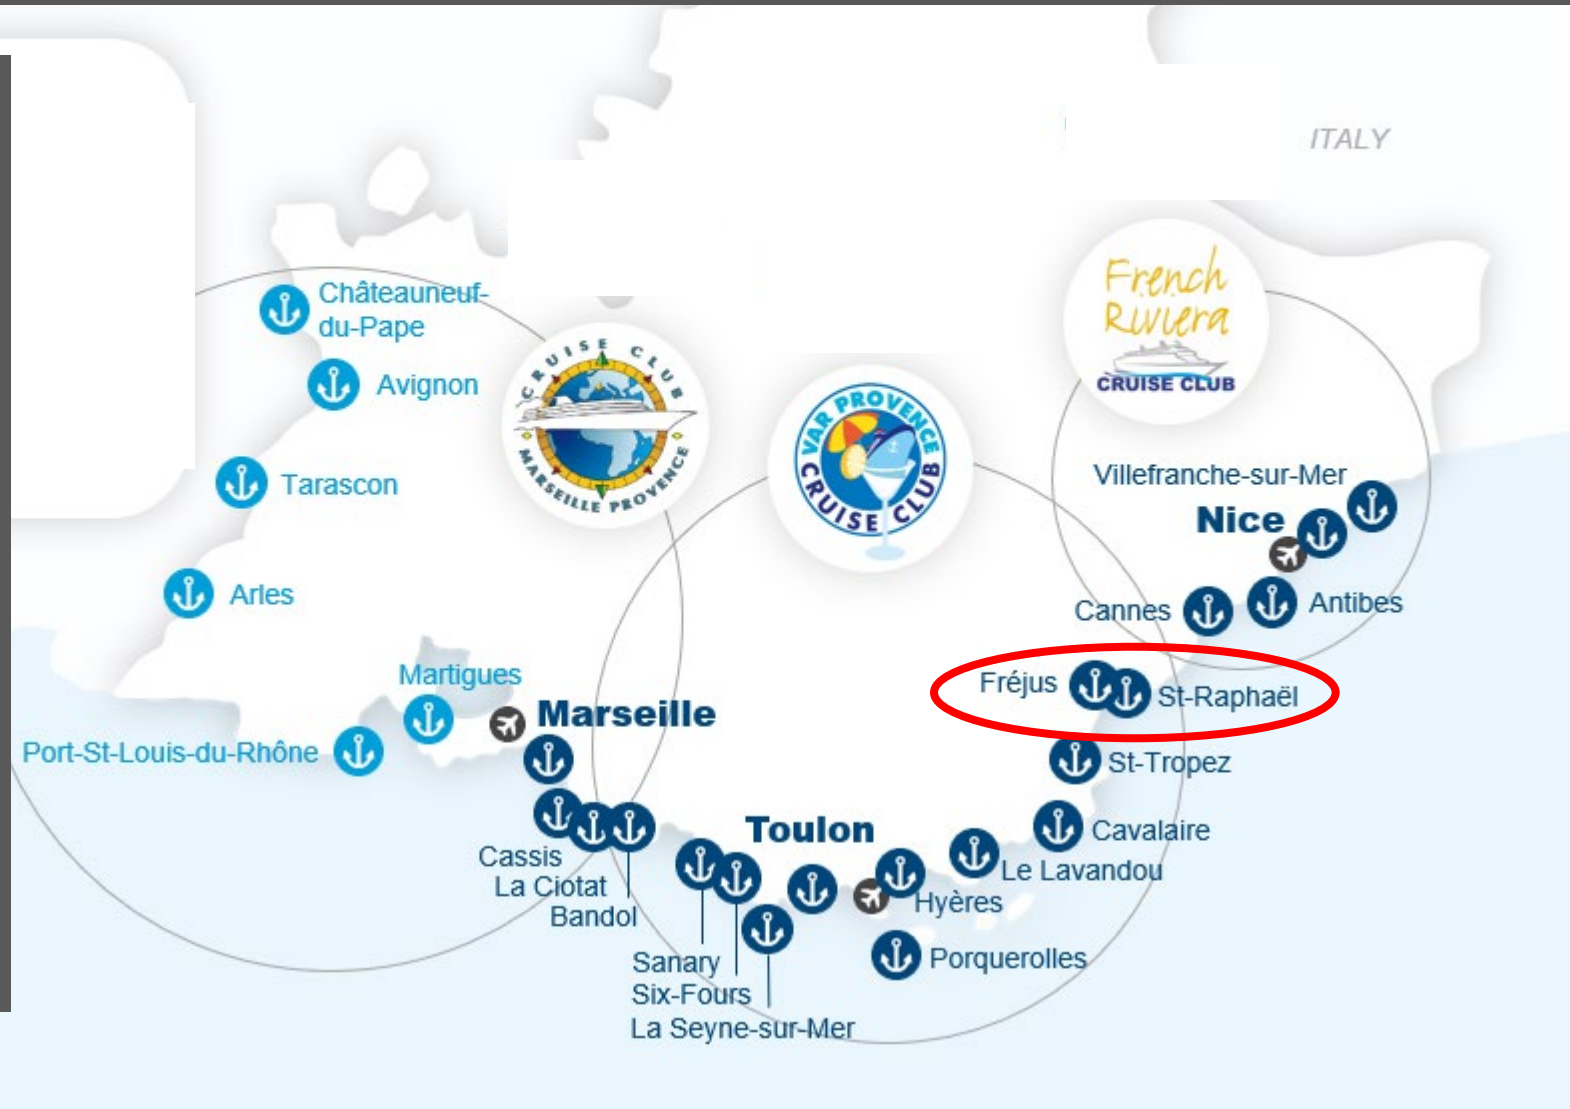 ITALY
French
Riviera
CRUISE CLUB
Châteauneuf-
du-Pape
CRUISE CLUB
MARSEILLE PROVENCE
Avignon
VAR PROVENCE
CRUISE CLUB
Tarascon
Villefranche-sur-Mer
Nice
Arles
Cannes
Antibes
Martigues
Fréjus
St-Raphaël
Marseille
Port-St-Louis-du-Rhône
St-Tropez
Toulon
Cavalaire
Cassis
Le Lavandou
La Ciotat
Hyères
Bandol
Sanary
Porquerolles
Six-Fours
La Seyne-sur-Mer